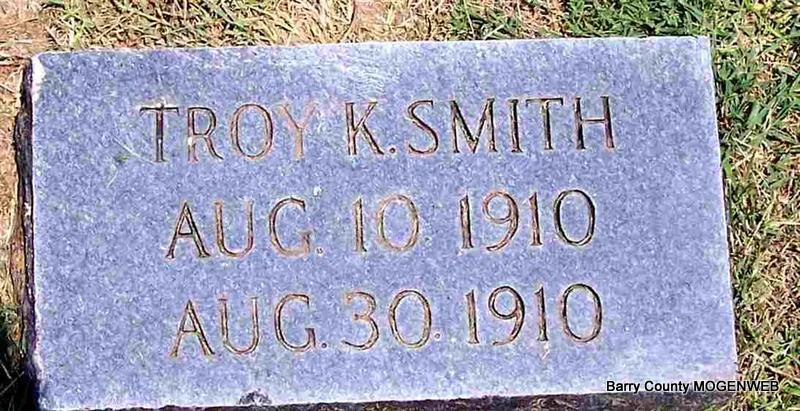 TROY K. SMITH
AUG. 10. 1910
AUG. 30. 1910
Barry County MOGENWEB